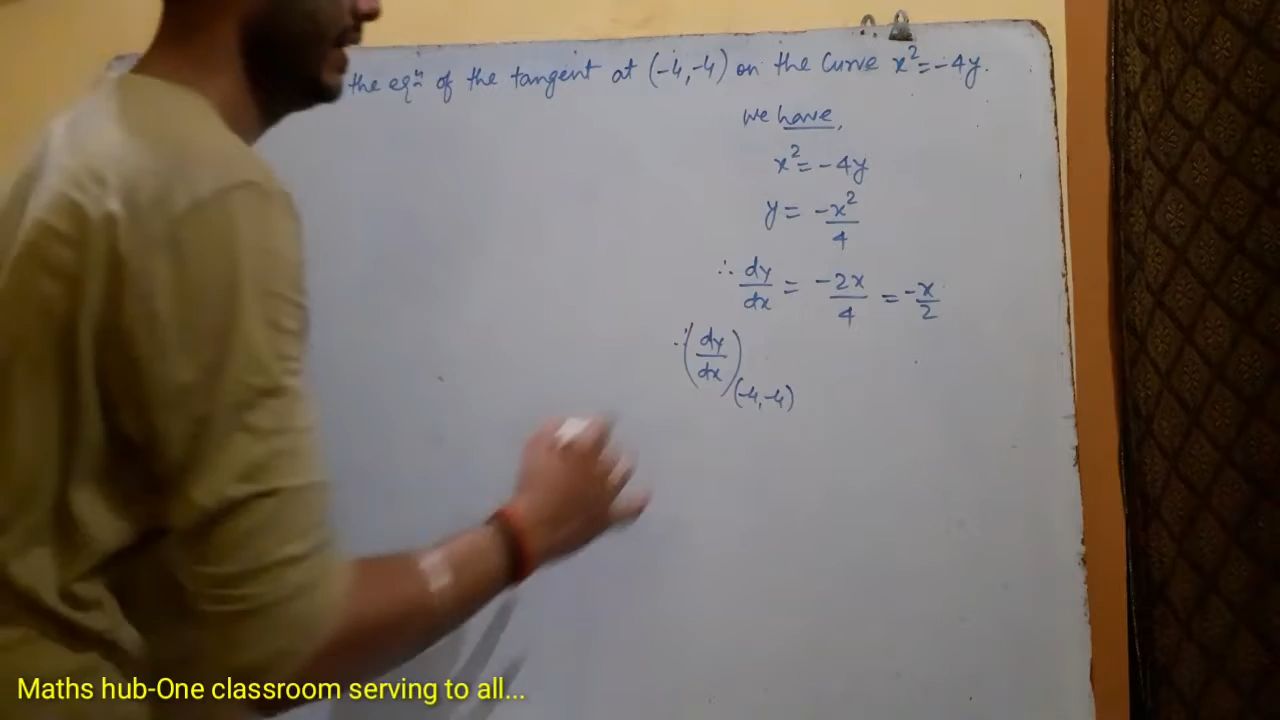 the eqn of the tangent at (-4,-4) on the Curve x²=-4y.
We have,
x²=-4y
y = -x²/4
∴ dy/dx = -2x/4 = -x/2
∴ (dy/dx)(-4,-4)
Maths hub-One classroom serving to all...